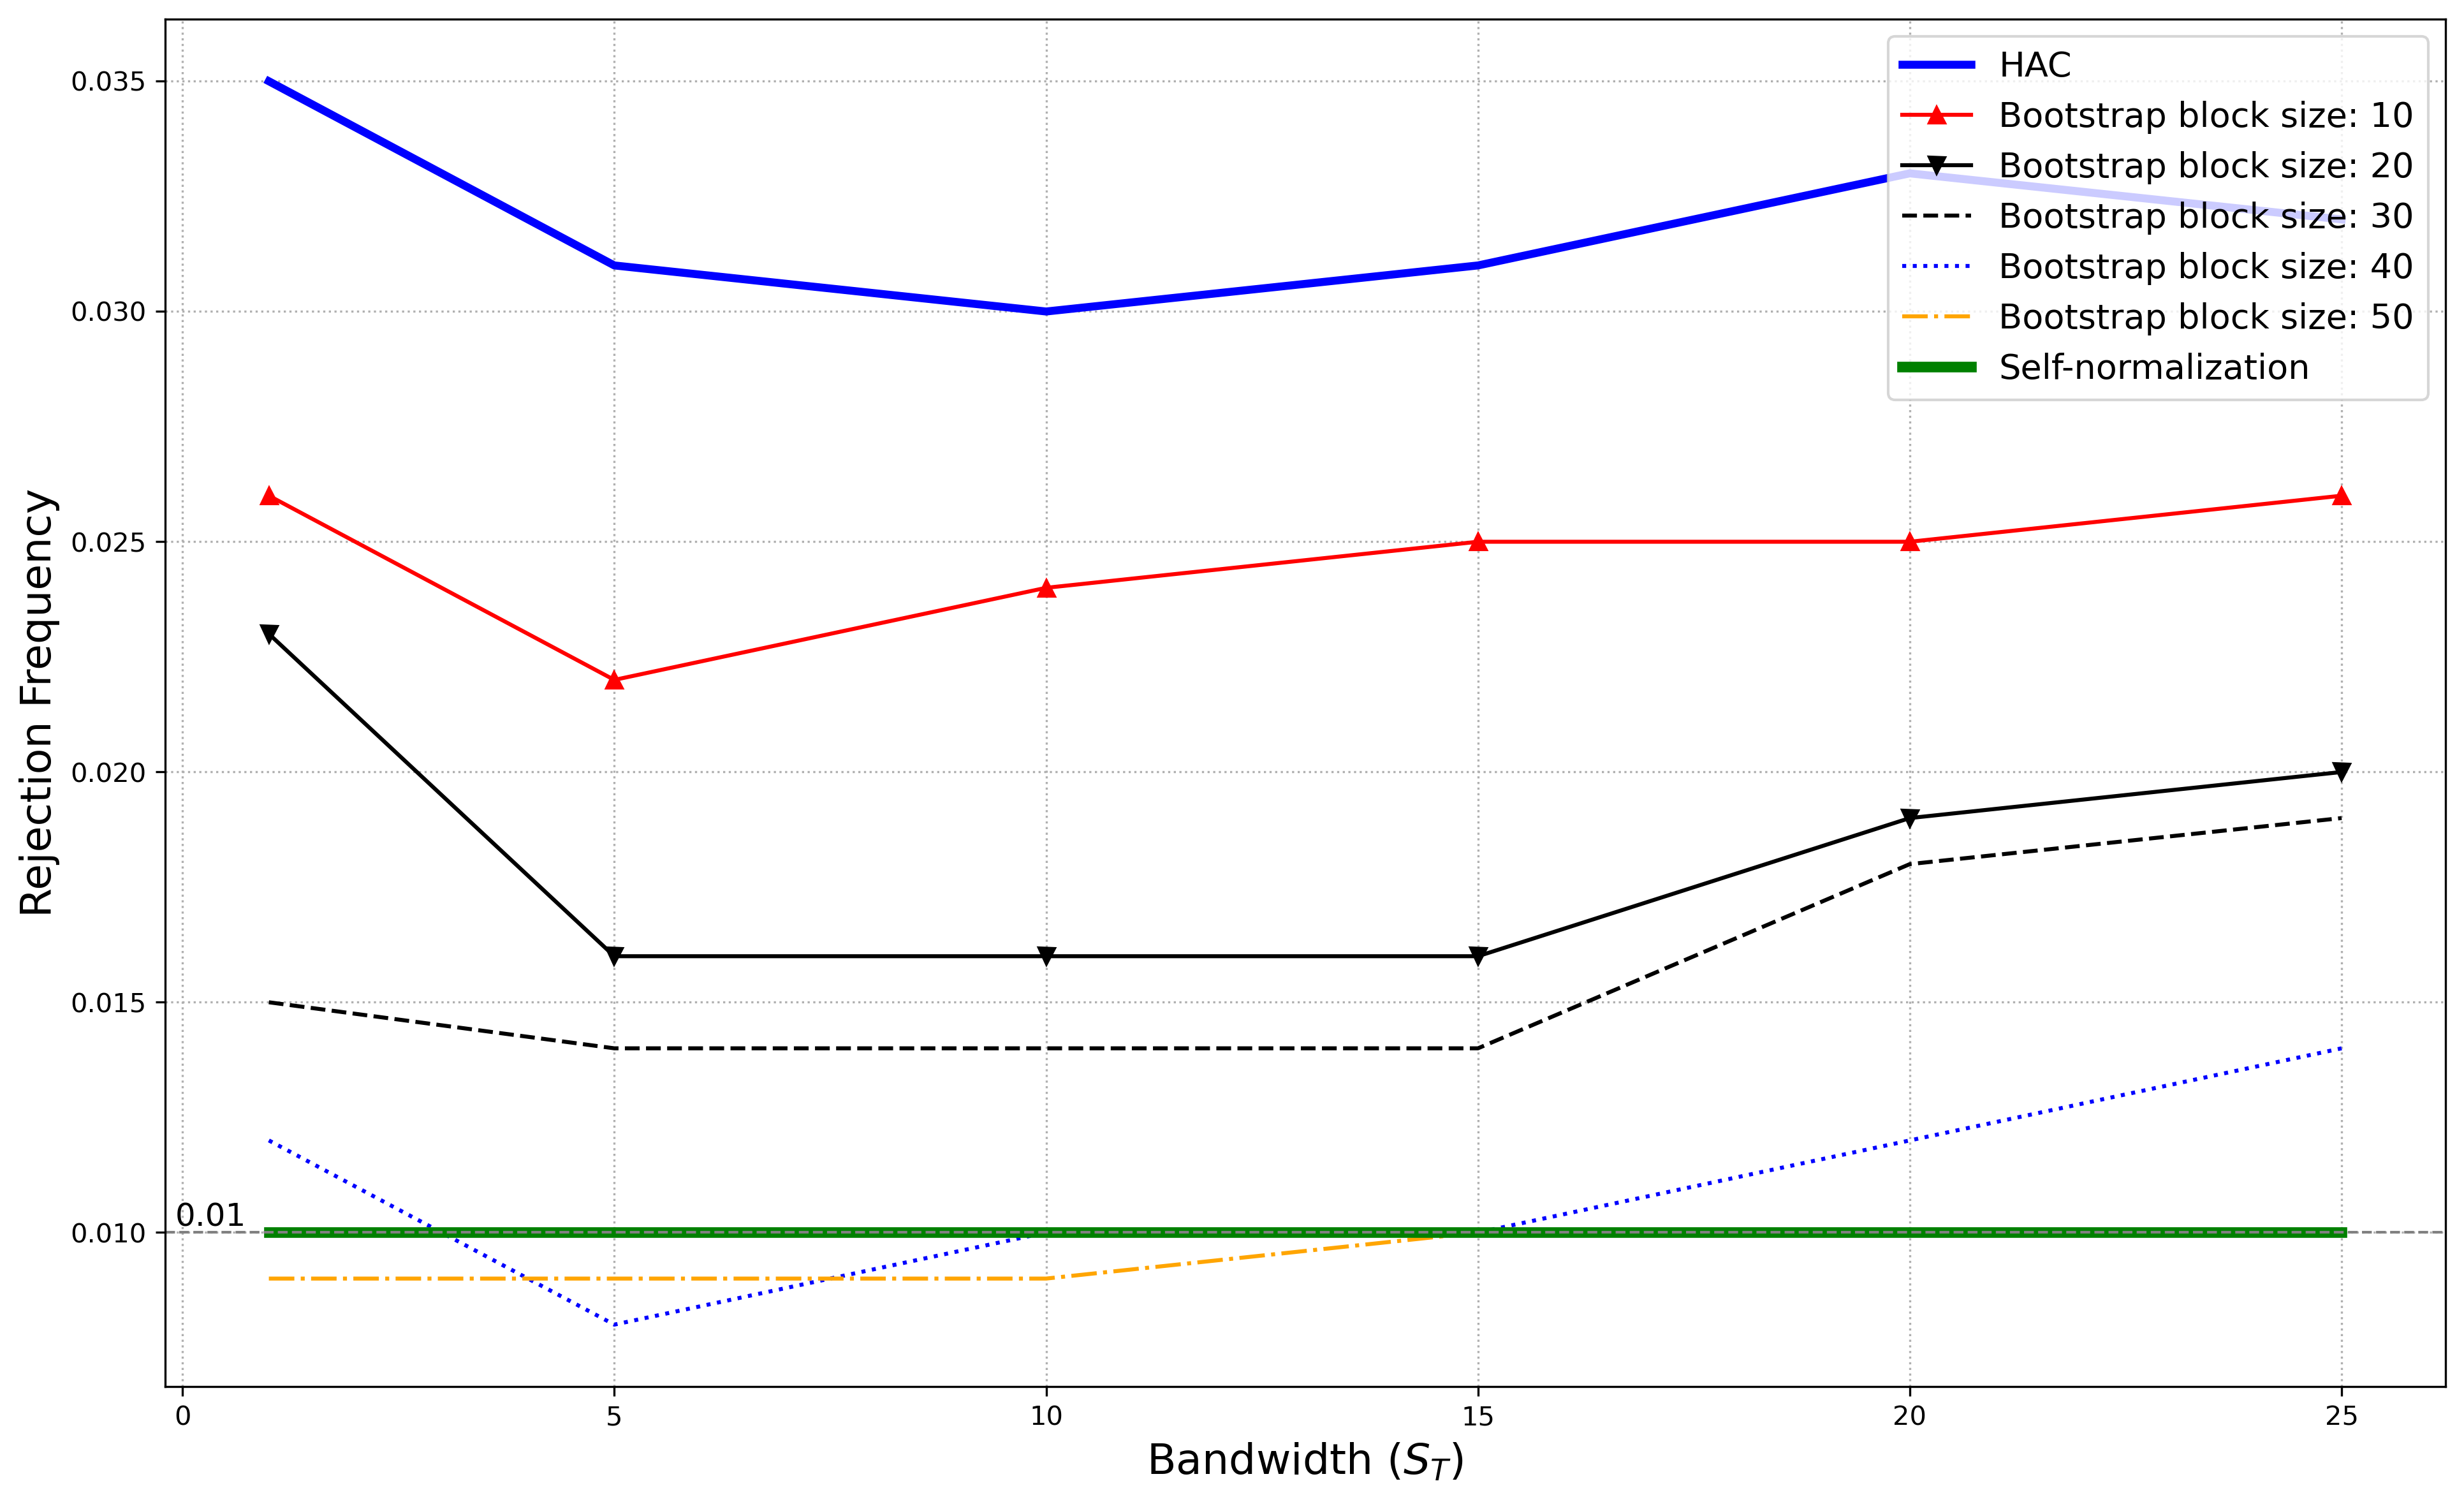 HAC
Bootstrap block size: 10
Bootstrap block size: 20
Bootstrap block size: 30
Bootstrap block size: 40
Bootstrap block size: 50
Self-normalization
Rejection Frequency
0.035
0.030
0.025
0.020
0.015
0.010
0.01
0 5 10 15 20 25
Bandwidth (S_T)